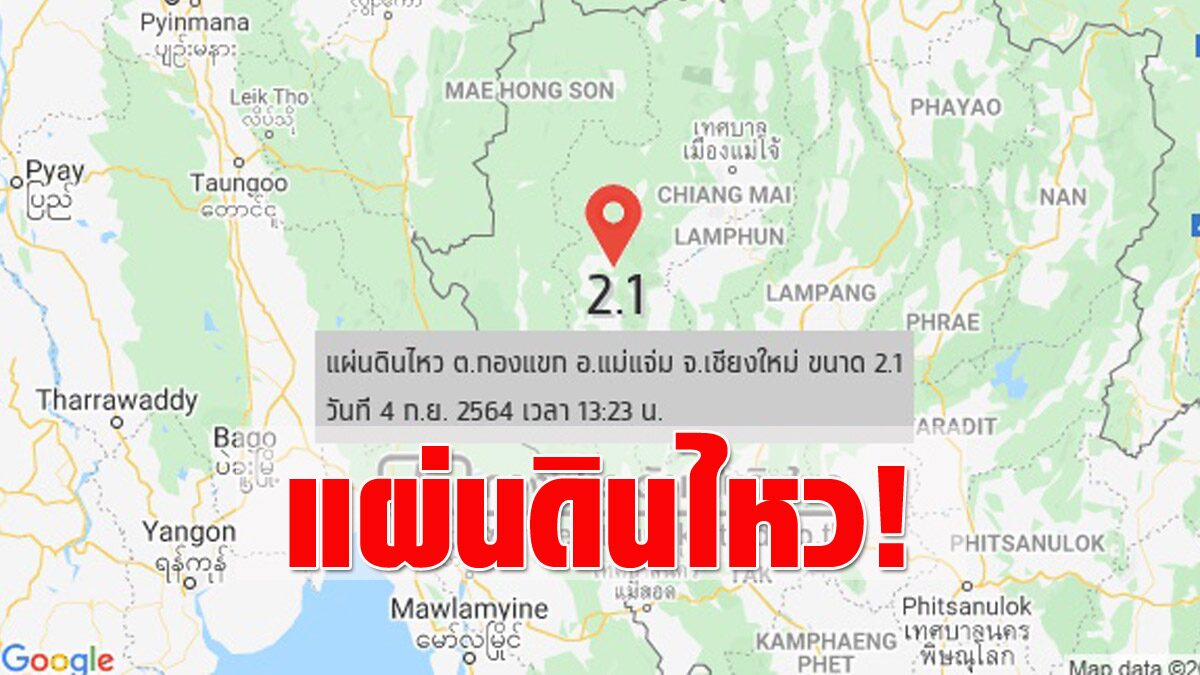 Pyinmana
ပျဉ်းမနား
Leik Tho
လိပ်သို
MAE HONG SON
PHAYAO
เทศบาล
เมืองแม่โจ้
Pyay
ပြည်
Taungoo
တောင်ငူ
CHIANG MAI
NAN
LAMPHUN
2.1
LAMPANG
PHRAE
แผ่นดินไหว ต.กองแขก อ.แม่แจ่ม จ.เชียงใหม่ ขนาด 2.1
วันที่ 4 ก.ย. 2564 เวลา 13:23 น.
Tharrawaddy
ARADIT
Bago
ပဲခူးမြို့
แผ่นดินไหว!
Yangon
ရန်ကုန်
PHITSANULOK
TAK
แม่สอด
Mawlamyine
မော်လမြိုင်
Phitsanulok
เทศบาลนคร
พิษณุโลก
KAMPHAENG
PHET
Google
Map data ©20